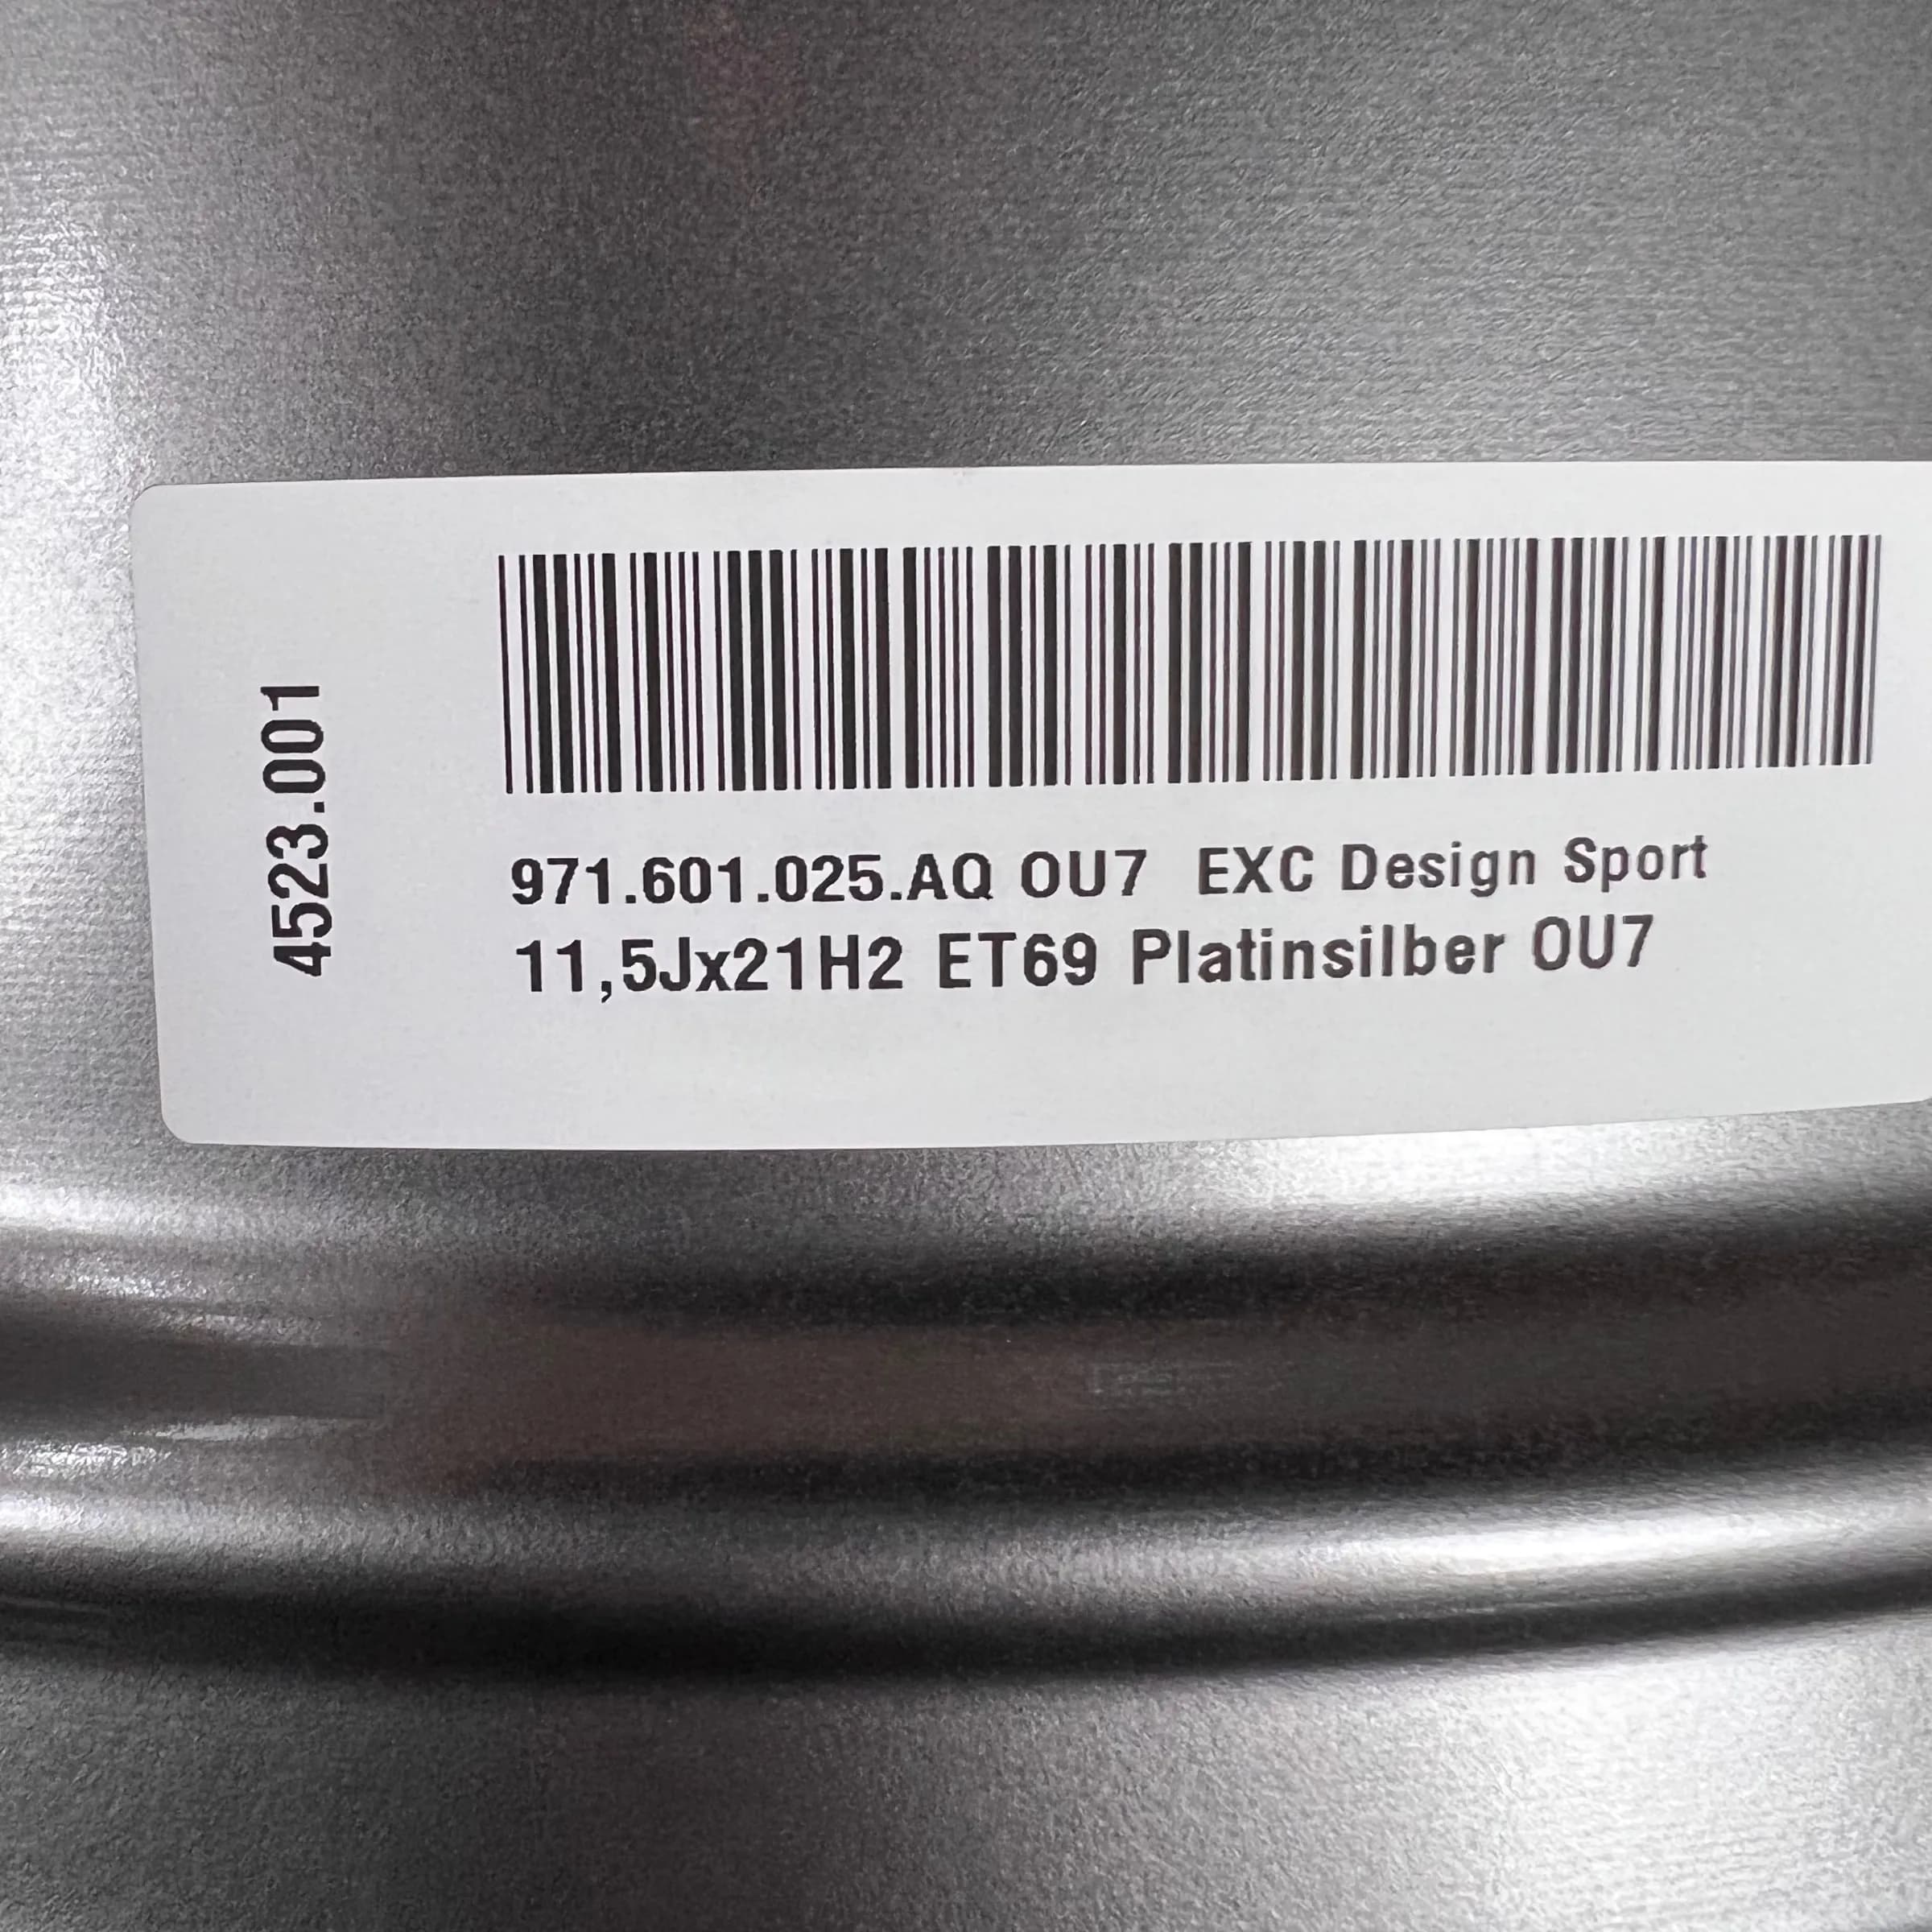 4523.001
971.601.025.AQ OU7 EXC Design Sport
11,5Jx21H2 ET69 Platinsilber OU7